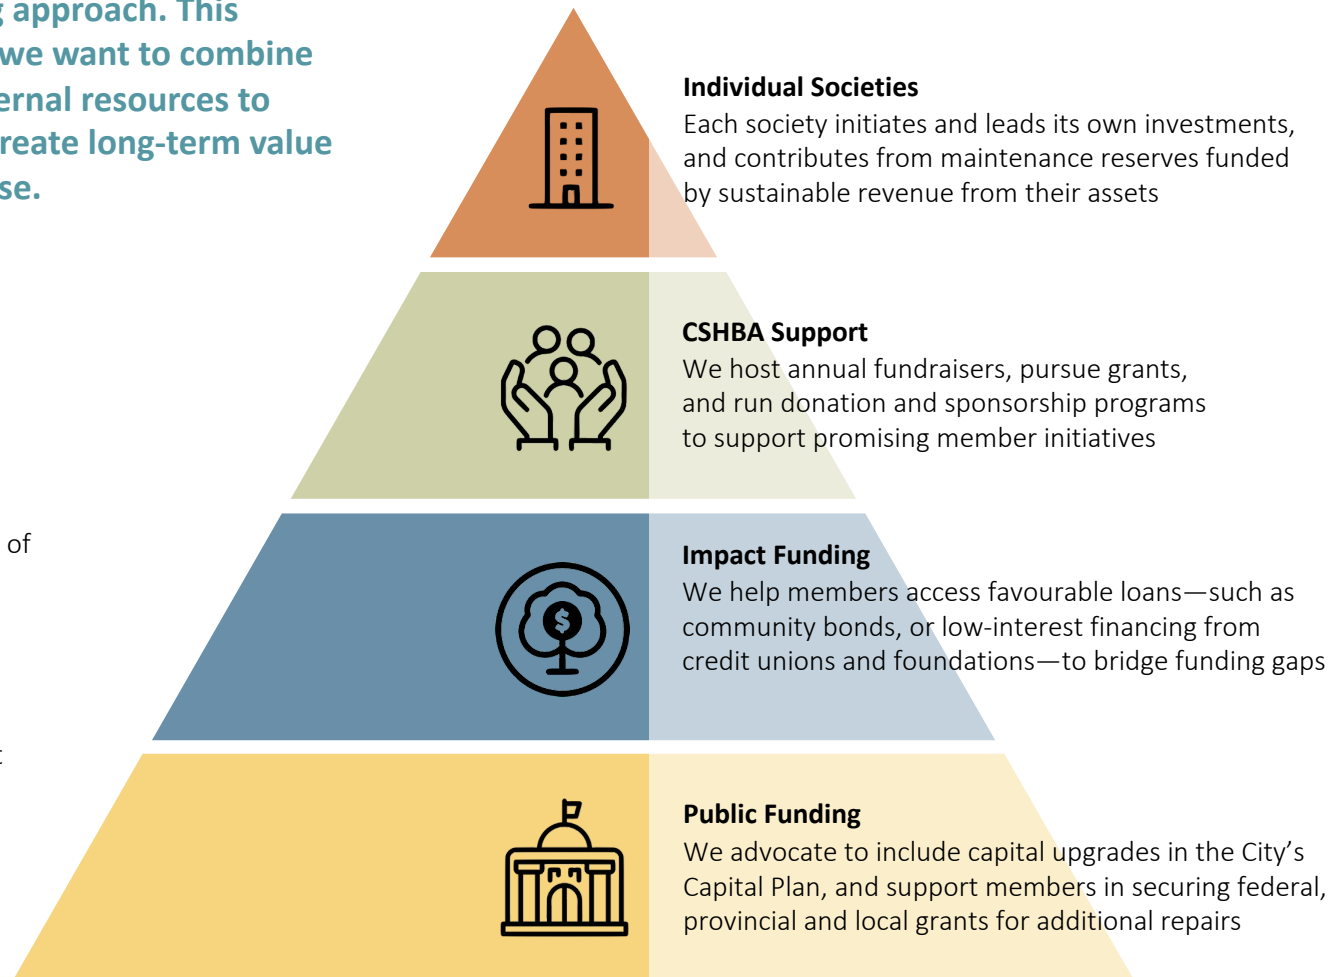 g approach. This
we want to combine
ernal resources to
reate long-term value
se.
of
t
Individual Societies
Each society initiates and leads its own investments,
and contributes from maintenance reserves funded
by sustainable revenue from their assets
CSHBA Support
We host annual fundraisers, pursue grants,
and run donation and sponsorship programs
to support promising member initiatives
Impact Funding
We help members access favourable loans—such as
community bonds, or low-interest financing from
credit unions and foundations—to bridge funding gaps
$
Public Funding
We advocate to include capital upgrades in the City’s
Capital Plan, and support members in securing federal,
provincial and local grants for additional repairs